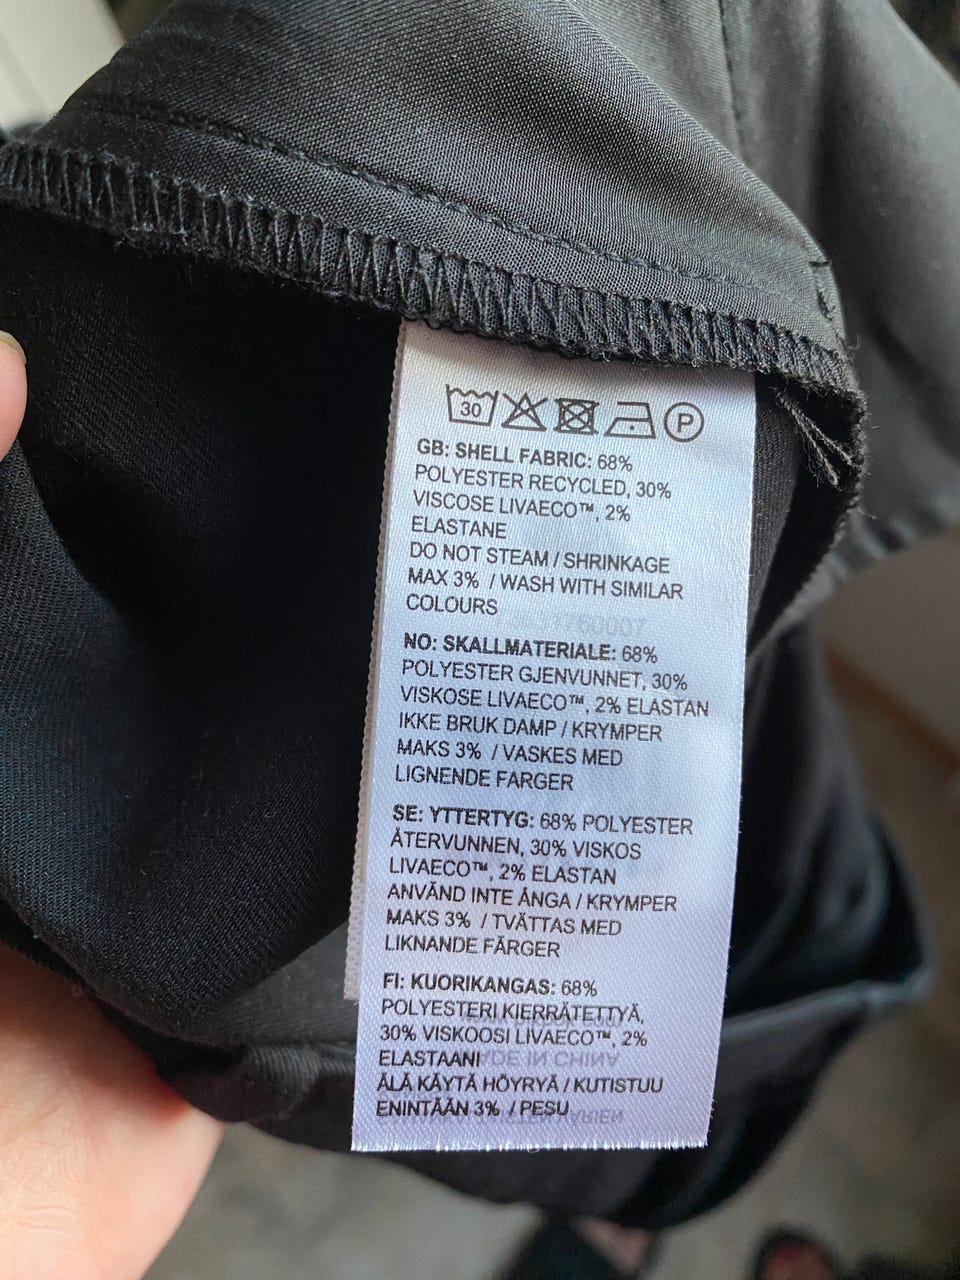 30 P
GB: SHELL FABRIC: 68%
POLYESTER RECYCLED, 30%
VISCOSE LIVAECO™, 2%
ELASTANE
DO NOT STEAM / SHRINKAGE
MAX 3% / WASH WITH SIMILAR
COLOURS
NO: SKALLMATERIALE: 68%
POLYESTER GJENVUNNET, 30%
VISKOSE LIVAECO™, 2% ELASTAN
IKKE BRUK DAMP / KRYMPER
MAKS 3% / VASKES MED
LIGNENDE FARGER
SE: YTTERTYG: 68% POLYESTER
ÅTERVUNNEN, 30% VISKOS
LIVAECO™, 2% ELASTAN
ANVÄND INTE ÅNGA / KRYMPER
MAKS 3% / TVÄTTAS MED
LIKNANDE FÄRGER
FI: KUORIKANGAS: 68%
POLYESTERI KIERRÄTETTYÄ,
30% VISKOOSI LIVAECO™, 2%
ELASTAANI
ÄLÄ KÄYTÄ HÖYRYÄ / KUTISTUU
ENINTÄÄN 3% / PESU